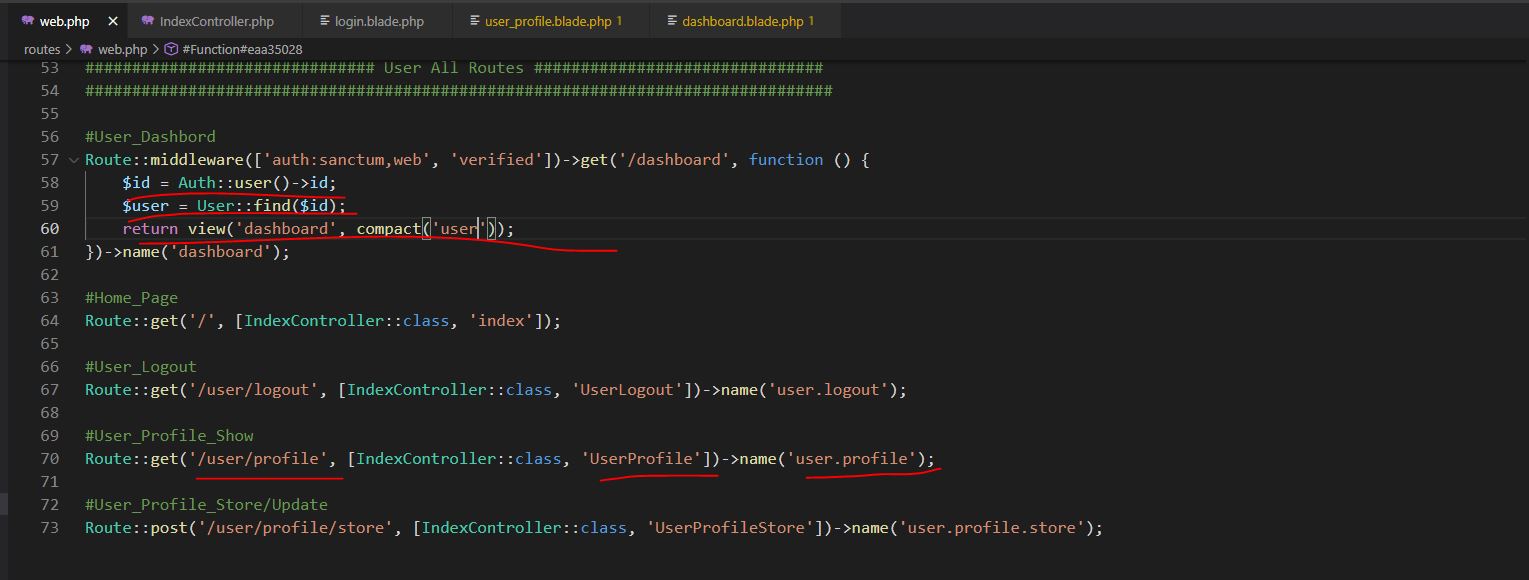 web.php × IndexController.php login.blade.php user_profile.blade.php 1 dashboard.blade.php 1
routes > web.php > #Function#eaa35028
53 ############################### User All Routes ###############################
54 ################################################################################
55
56 #User_Dashbord
57 Route::middleware(['auth:sanctum,web', 'verified'])->get('/dashboard', function () {
58 $id = Auth::user()->id;
59 $user = User::find($id);
60 return view('dashboard', compact('user'));
61 })->name('dashboard');
62
63 #Home_Page
64 Route::get('/', [IndexController::class, 'index']);
65
66 #User_Logout
67 Route::get('/user/logout', [IndexController::class, 'UserLogout'])->name('user.logout');
68
69 #User_Profile_Show
70 Route::get('/user/profile', [IndexController::class, 'UserProfile'])->name('user.profile');
71
72 #User_Profile_Store/Update
73 Route::post('/user/profile/store', [IndexController::class, 'UserProfileStore'])->name('user.profile.store');